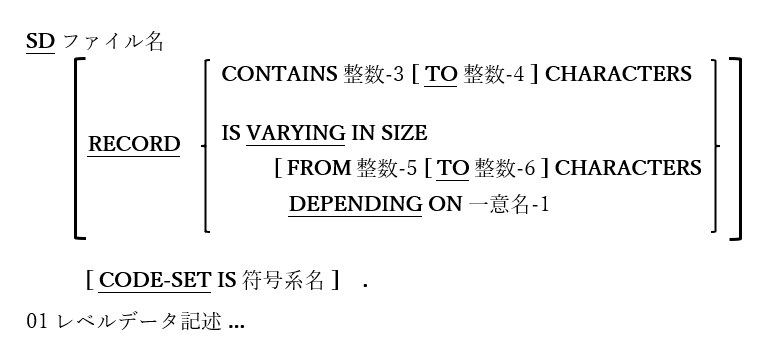 SD ファイル名
CONTAINS 整数-3 [ TO 整数-4 ] CHARACTERS
RECORD
IS VARYING IN SIZE
[ FROM 整数-5 [ TO 整数-6 ] CHARACTERS
DEPENDING ON 一意名-1
[ CODE-SET IS 符号系名 ] .
01 レベルデータ記述 ...